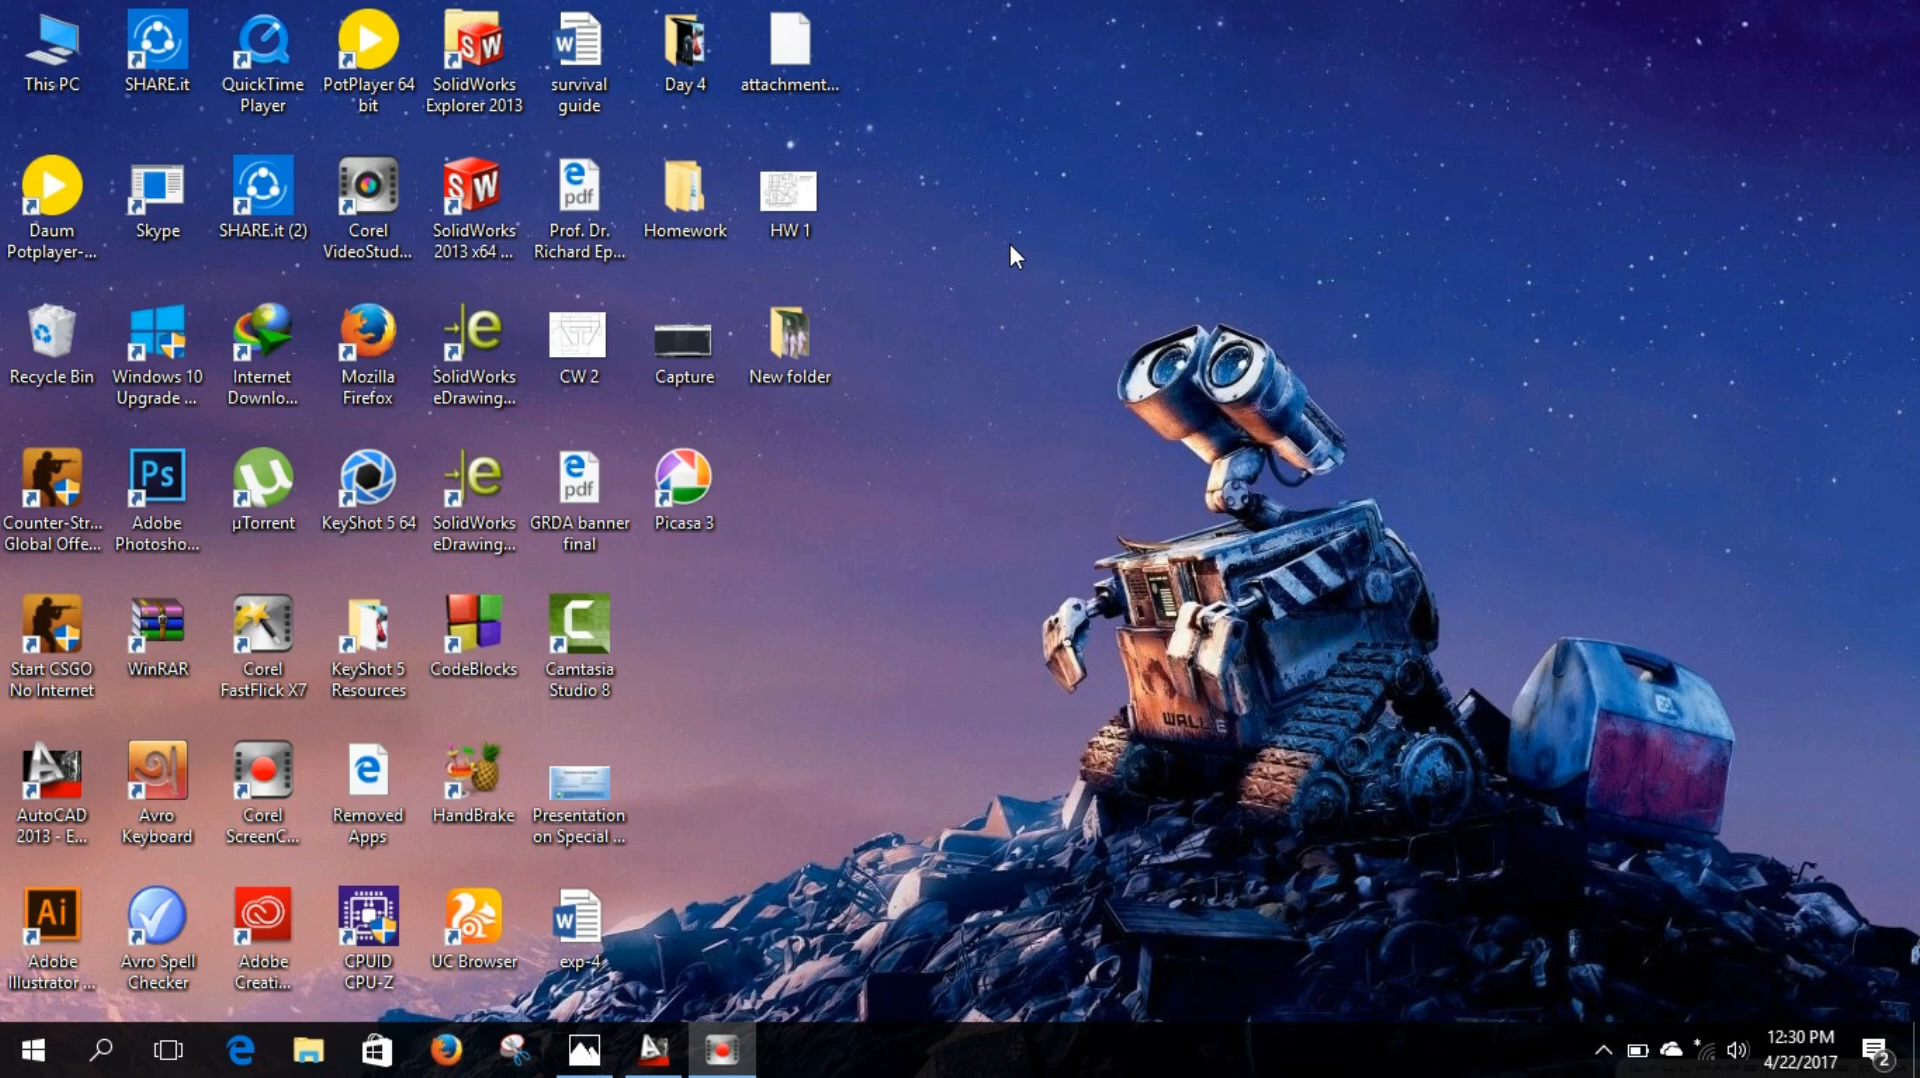 This PC
SHARE.it
QuickTime
Player
PotPlayer 64
bit
SolidWorks
Explorer 2013
survival
guide
Day 4
attachment...
Daum
Potplayer-...
Skype
SHARE.it (2)
Corel
VideoStud...
SolidWorks
2013 x64 ...
pdf
Prof. Dr.
Richard Ep...
Homework
HW 1
Recycle Bin
Windows 10
Upgrade ...
Internet
Downlo...
Mozilla
Firefox
SolidWorks
eDrawing...
CW 2
Capture
New folder
Counter-Str...
Global Offe...
Ps
Adobe
Photosho...
µTorrent
KeyShot 5 64
SolidWorks
eDrawing...
pdf
GRDA banner
final
Picasa 3
Start CSGO
No Internet
WinRAR
Corel
FastFlick X7
KeyShot 5
Resources
CodeBlocks
Camtasia
Studio 8
AutoCAD
2013 - E...
Avro
Keyboard
Corel
ScreenC...
Removed
Apps
HandBrake
Presentation
on Special ...
Ai
Adobe
Illustrator ...
Avro Spell
Checker
Adobe
Creati...
CPUID
CPU-Z
UC Browser
exp-4
WALL·E
12:30 PM
4/22/2017
2